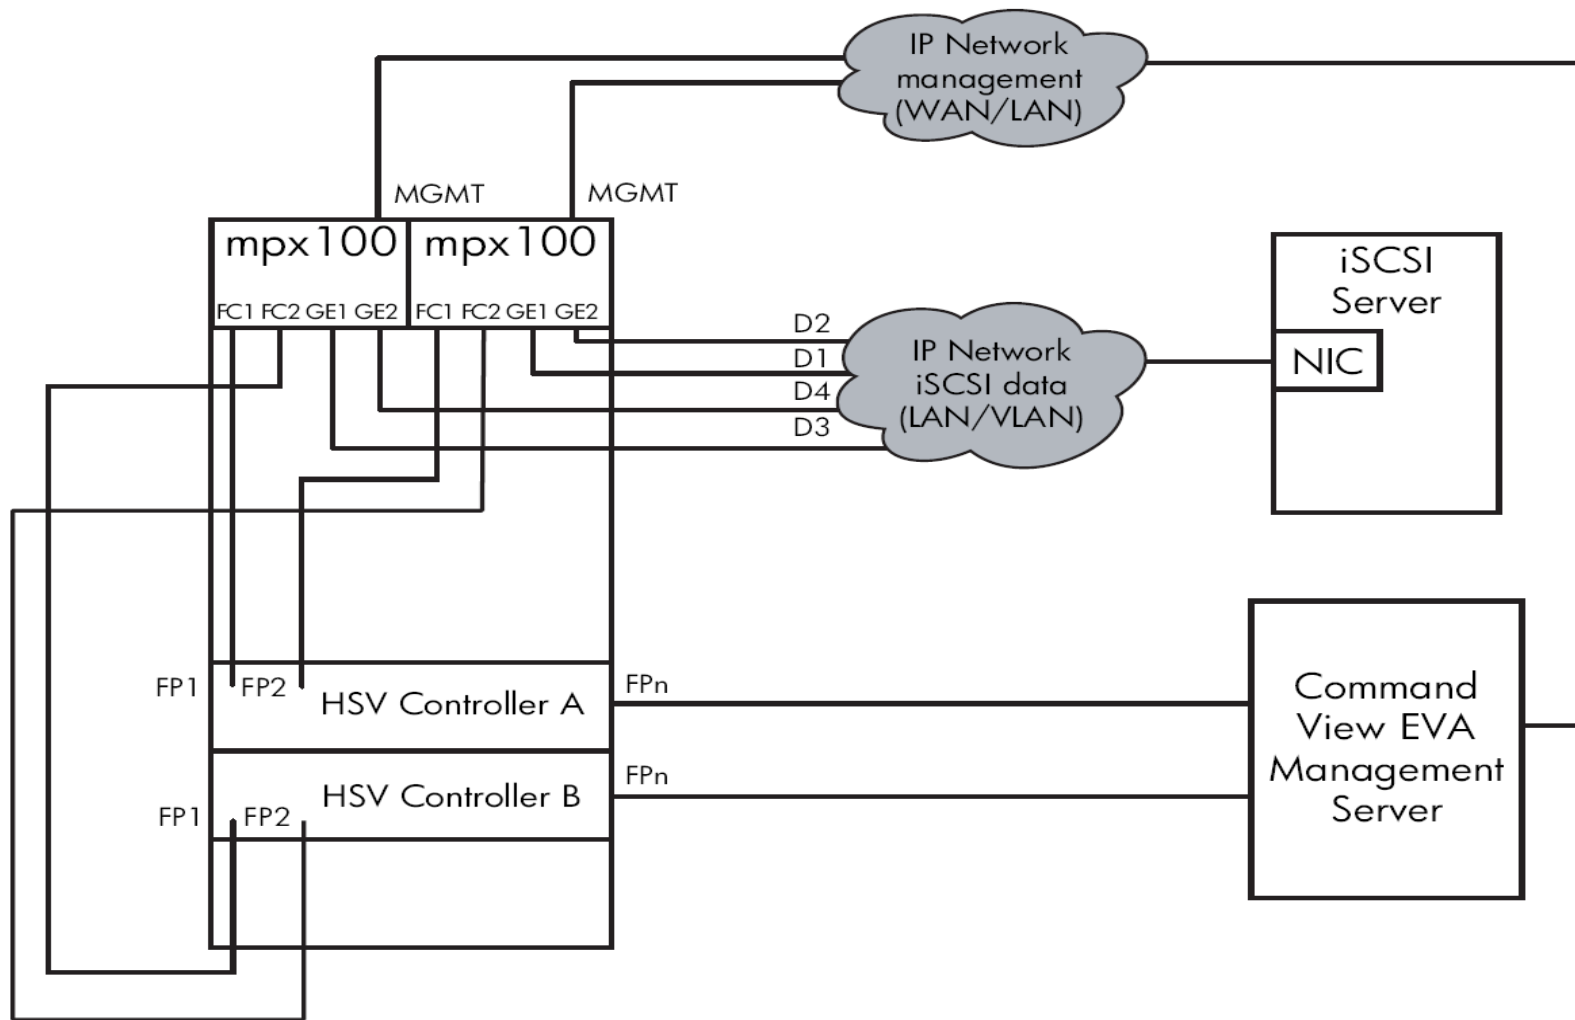 IP Network
management
(WAN/LAN)
MGMT
MGMT
mpx100
mpx100
FC1 FC2 GE1 GE2 FC1 FC2 GE1 GE2
iSCSI
Server
NIC
D2
D1
D4
D3
IP Network
iSCSI data
(LAN/VLAN)
FP1
FP2
HSV Controller A
FPn
FP1
FP2
HSV Controller B
FPn
Command
View EVA
Management
Server